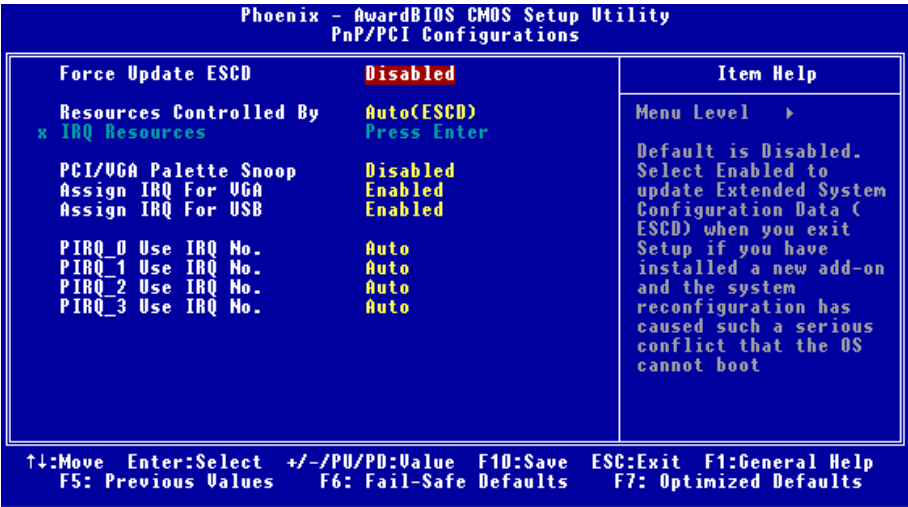 Phoenix - AwardBIOS CMOS Setup Utility
PnP/PCI Configurations
Force Update ESCD Disabled
Resources Controlled By Auto(ESCD)
x IRQ Resources Press Enter
PCI/VGA Palette Snoop Disabled
Assign IRQ For VGA Enabled
Assign IRQ For USB Enabled
PIRQ_0 Use IRQ No. Auto
PIRQ_1 Use IRQ No. Auto
PIRQ_2 Use IRQ No. Auto
PIRQ_3 Use IRQ No. Auto
Item Help
Menu Level ▸
Default is Disabled.
Select Enabled to
update Extended System
Configuration Data (
ESCD) when you exit
Setup if you have
installed a new add-on
and the system
reconfiguration has
caused such a serious
conflict that the OS
cannot boot
↑↓:Move Enter:Select +/-/PU/PD:Value F10:Save ESC:Exit F1:General Help
F5: Previous Values F6: Fail-Safe Defaults F7: Optimized Defaults